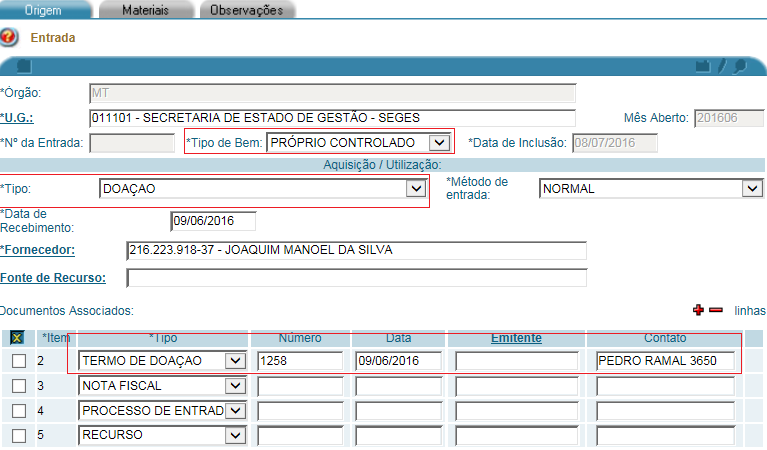 Origem Materiais Observações
Entrada
*Órgão: MT
*U.G.: 011101 - SECRETARIA DE ESTADO DE GESTÃO - SEGES Mês Aberto: 201606
*Nº da Entrada: *Tipo de Bem: PRÓPRIO CONTROLADO *Data de Inclusão: 08/07/2016
Aquisição / Utilização:
*Tipo: DOAÇAO *Método de entrada: NORMAL
*Data de Recebimento: 09/06/2016
*Fornecedor: 216.223.918-37 - JOAQUIM MANOEL DA SILVA
Fonte de Recurso:
Documentos Associados: linhas
*Item *Tipo Número Data Emitente Contato
2 TERMO DE DOAÇAO 1258 09/06/2016 PEDRO RAMAL 3650
3 NOTA FISCAL
4 PROCESSO DE ENTRAD
5 RECURSO